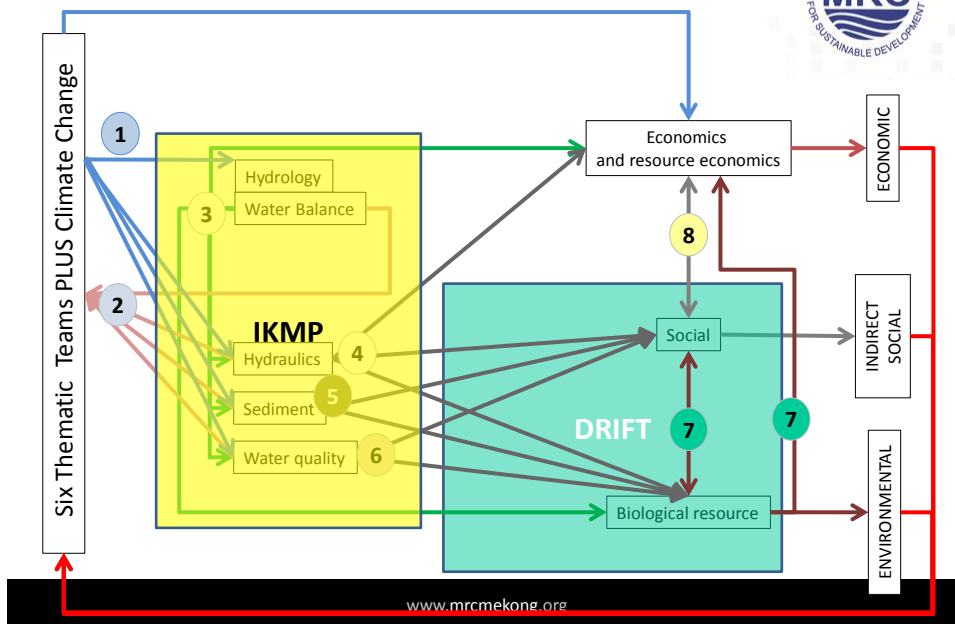 MRC
FOR SUSTAINABLE DEVELOPMENT
Six Thematic Teams PLUS Climate Change
1
Economics
and resource economics
ECONOMIC
Hydrology
3
Water Balance
8
2
IKMP
Social
INDIRECT
SOCIAL
Hydraulics
4
5
Sediment
DRIFT
7
7
Water quality
6
Biological resource
ENVIRONMENTAL
www.mrcmekong.org